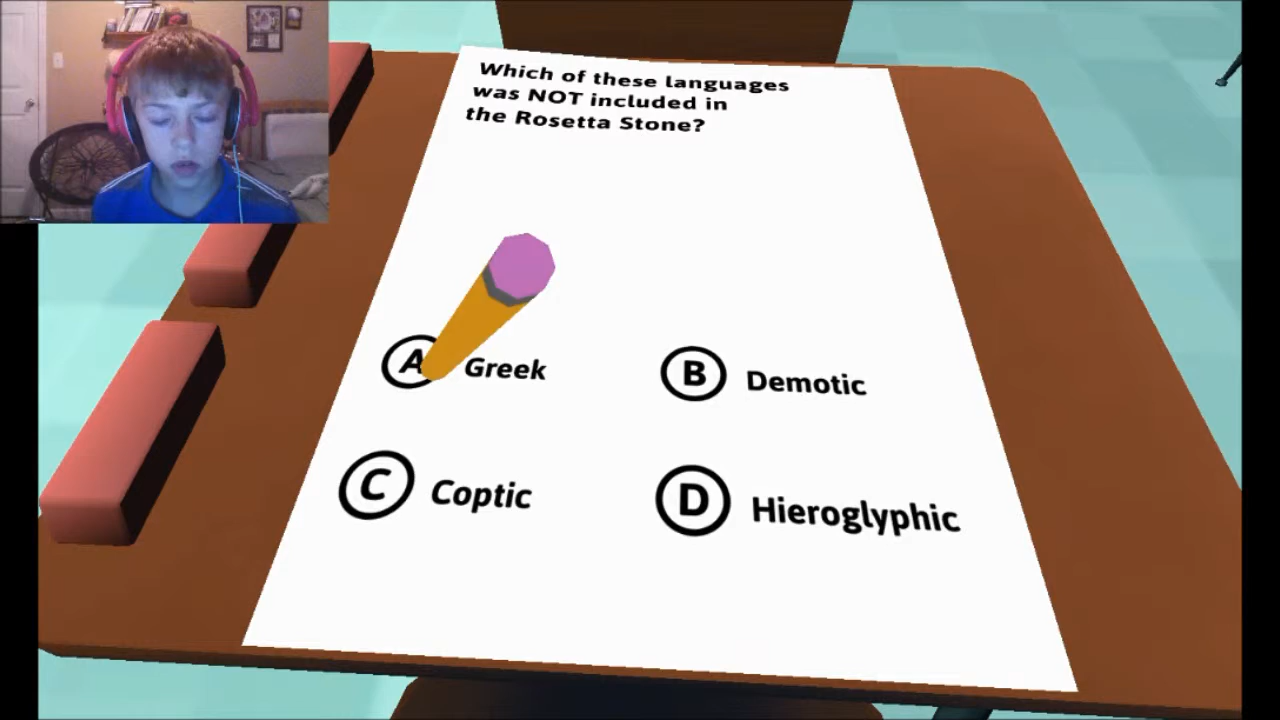 Which of these languages
was NOT included in
the Rosetta Stone?
A Greek
B Demotic
C Coptic
D Hieroglyphic